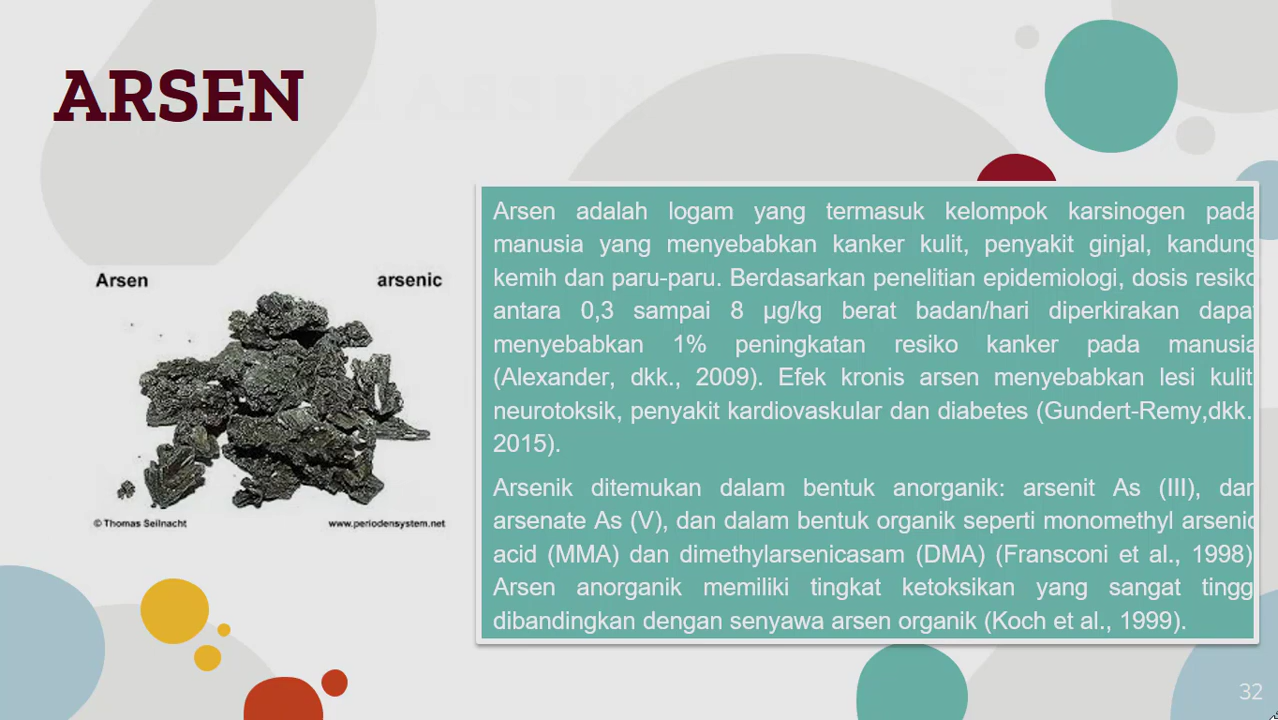 ARSEN
Arsen adalah logam yang termasuk kelompok karsinogen pada
manusia yang menyebabkan kanker kulit, penyakit ginjal, kandung
kemih dan paru-paru. Berdasarkan penelitian epidemiologi, dosis resiko
antara 0,3 sampai 8 µg/kg berat badan/hari diperkirakan dapat
menyebabkan 1% peningkatan resiko kanker pada manusia
(Alexander, dkk., 2009). Efek kronis arsen menyebabkan lesi kulit,
neurotoksik, penyakit kardiovaskular dan diabetes (Gundert-Remy,dkk.,
2015).
Arsenik ditemukan dalam bentuk anorganik: arsenit As (III), dan
arsenate As (V), dan dalam bentuk organik seperti monomethyl arsenic
acid (MMA) dan dimethylarsenicasam (DMA) (Fransconi et al., 1998)
Arsen anorganik memiliki tingkat ketoksikan yang sangat tinggi
dibandingkan dengan senyawa arsen organik (Koch et al., 1999).
Arsen arsenic
© Thomas Seilnacht www.periodensystem.net
32